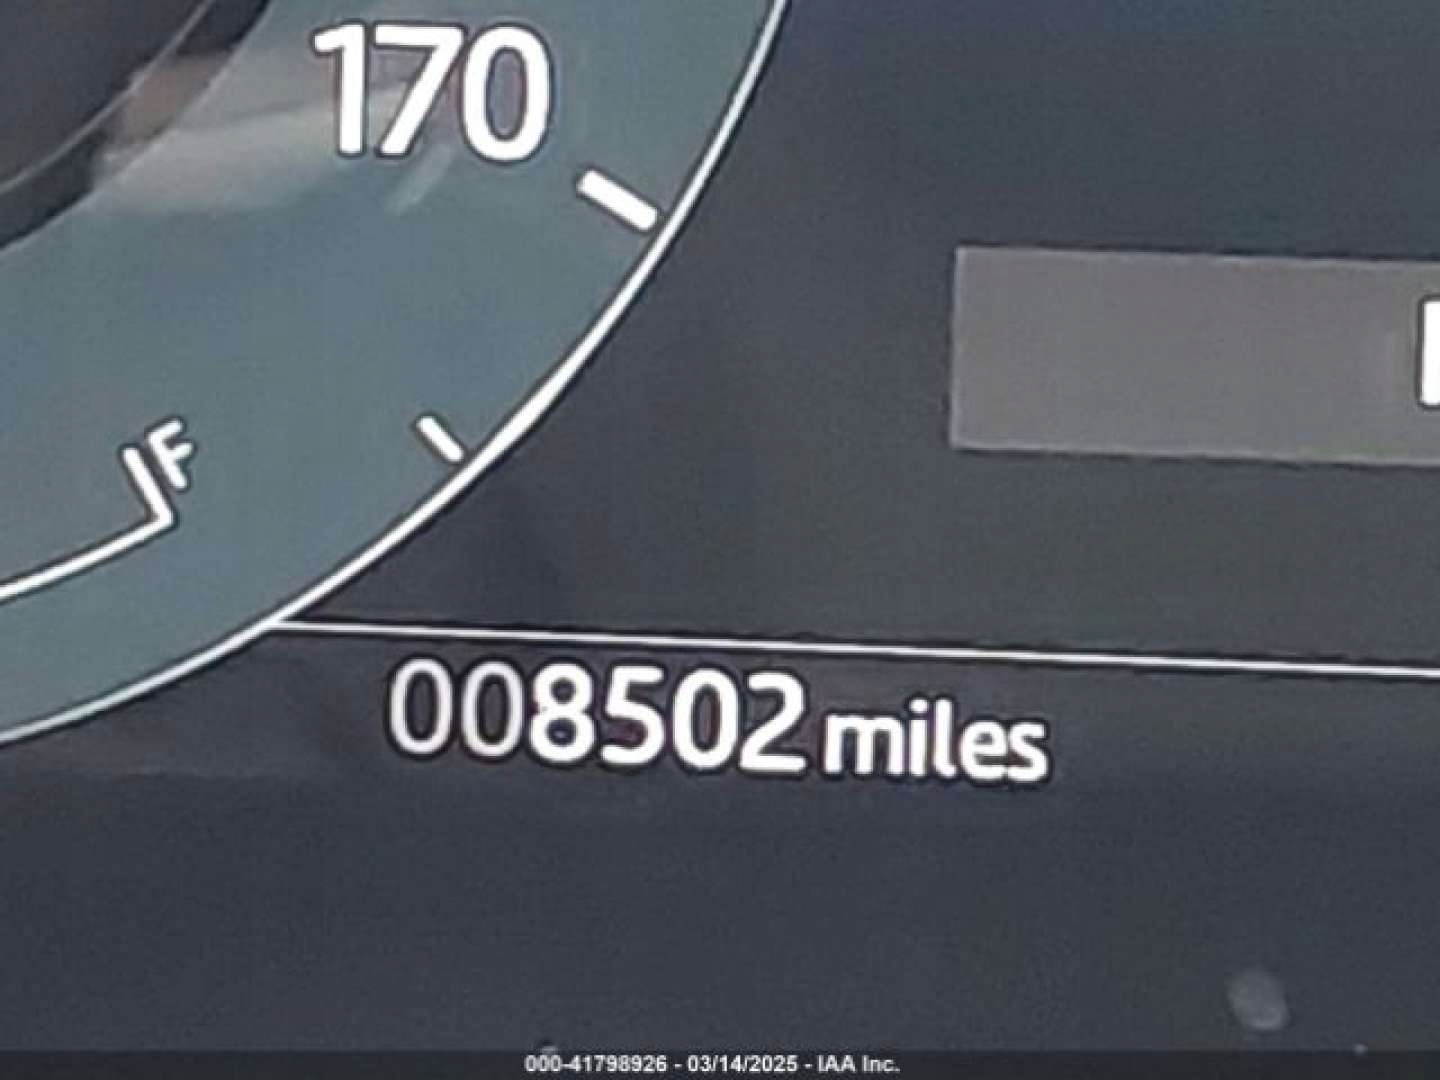 170
F
008502 miles
000-41798926 - 03/14/2025 - IAA Inc.